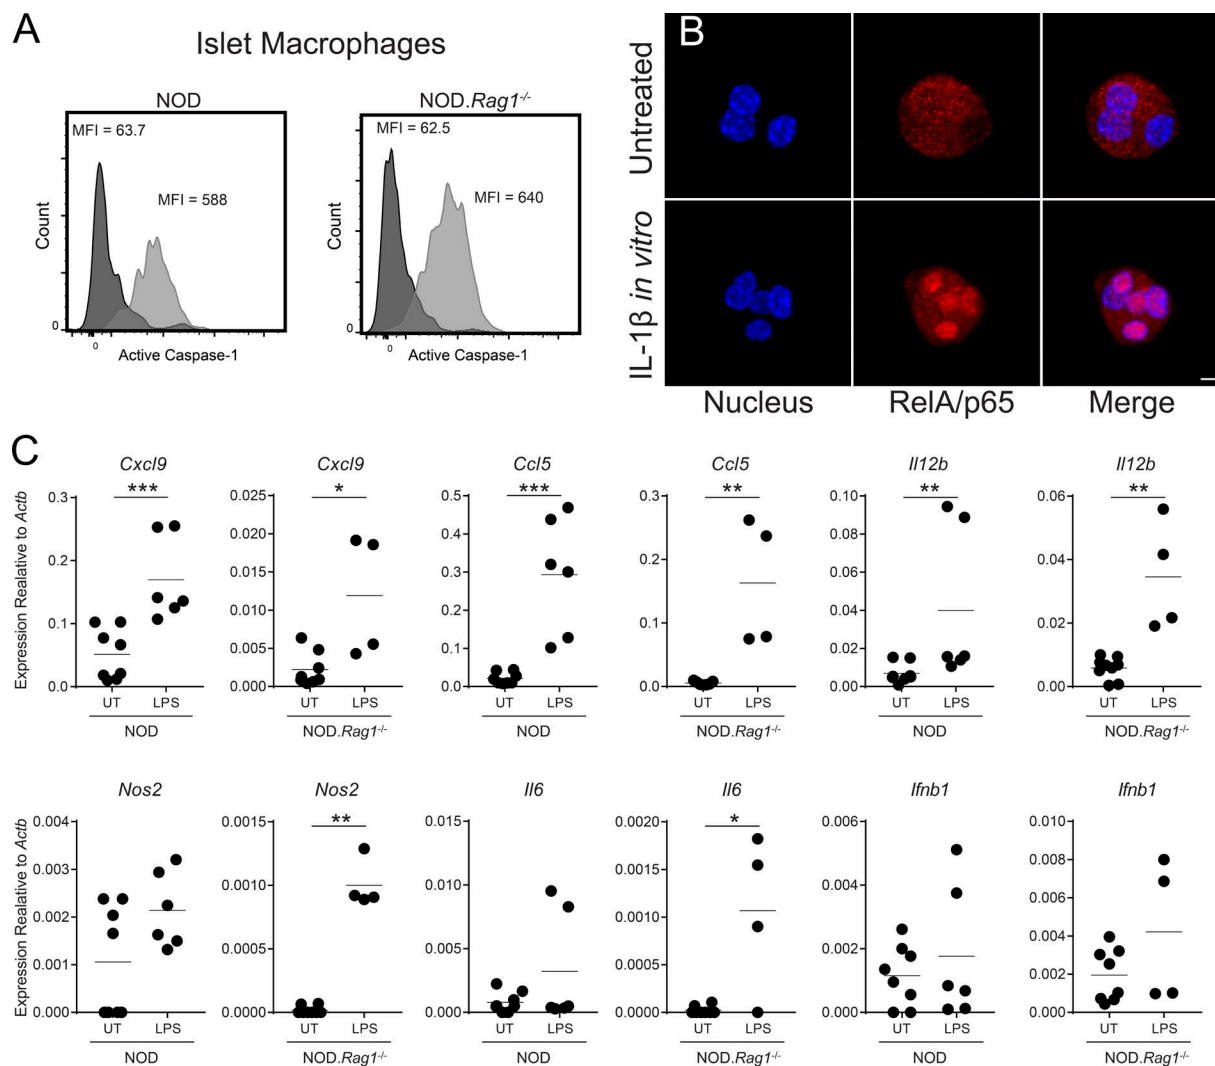 A
Islet Macrophages
NOD
MFI = 63.7
MFI = 588
Count
0
0
Active Caspase-1
NOD.Rag1-/-
MFI = 62.5
MFI = 640
Count
0
0
Active Caspase-1
B
Untreated
IL-1β in vitro
Nucleus
RelA/p65
Merge
C
Expression Realative to Actb
Cxcl9
***
0.3
0.2
0.1
0.0
UT
LPS
NOD
Cxcl9
*
0.025
0.020
0.015
0.010
0.005
0.000
UT
LPS
NOD.Rag1-/-
Ccl5
***
0.5
0.4
0.3
0.2
0.1
0.0
UT
LPS
NOD
Ccl5
**
0.3
0.2
0.1
0.0
UT
LPS
NOD.Rag1-/-
Il12b
**
0.10
0.08
0.06
0.04
0.02
0.00
UT
LPS
NOD
Il12b
**
0.06
0.04
0.02
0.00
UT
LPS
NOD.Rag1-/-
Expression Realative to Actb
Nos2
0.004
0.003
0.002
0.001
0.000
UT
LPS
NOD
Nos2
**
0.0015
0.0010
0.0005
0.0000
UT
LPS
NOD.Rag1-/-
Il6
0.015
0.010
0.005
0.000
UT
LPS
NOD
Il6
*
0.0020
0.0015
0.0010
0.0005
0.0000
UT
LPS
NOD.Rag1-/-
Ifnb1
0.006
0.004
0.002
0.000
UT
LPS
NOD
Ifnb1
0.010
0.008
0.006
0.004
0.002
0.000
UT
LPS
NOD.Rag1-/-